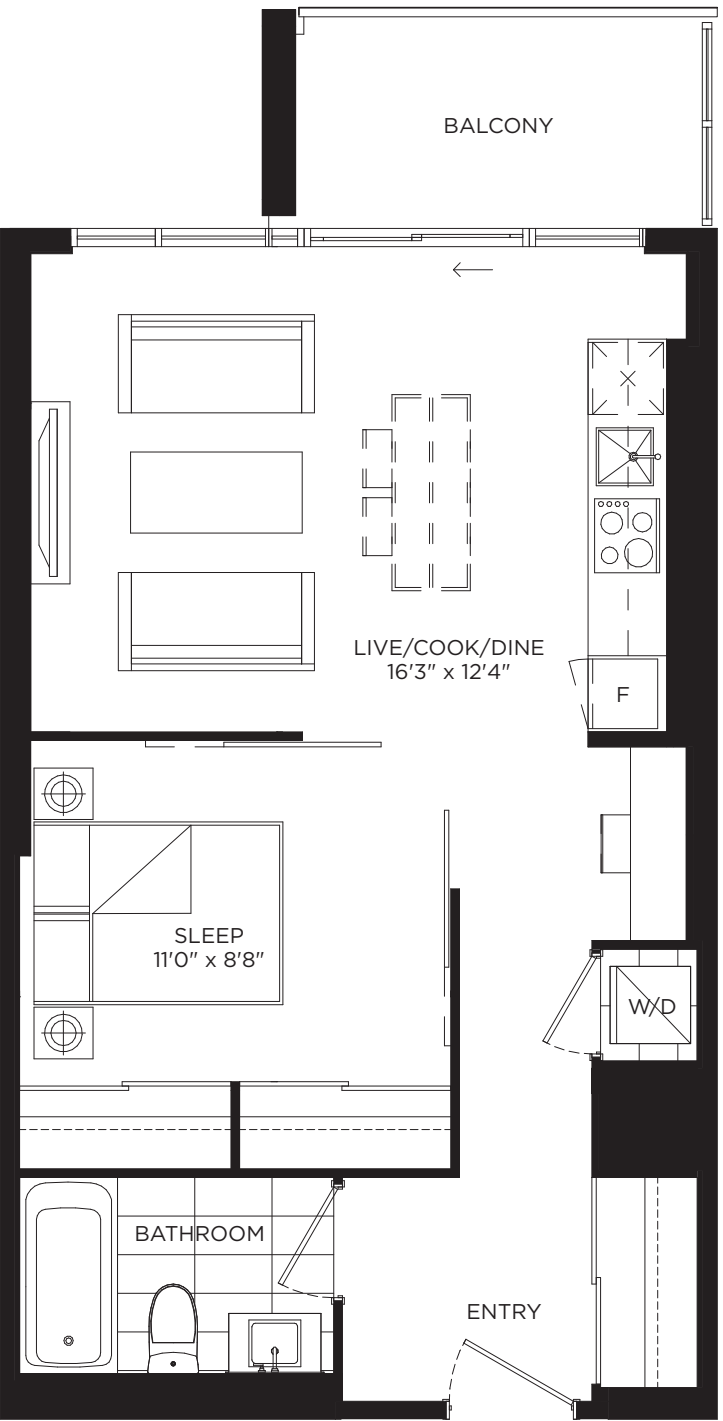 BALCONY
LIVE/COOK/DINE
16'3" x 12'4"
F
SLEEP
11'0" x 8'8"
W/D
BATHROOM
ENTRY